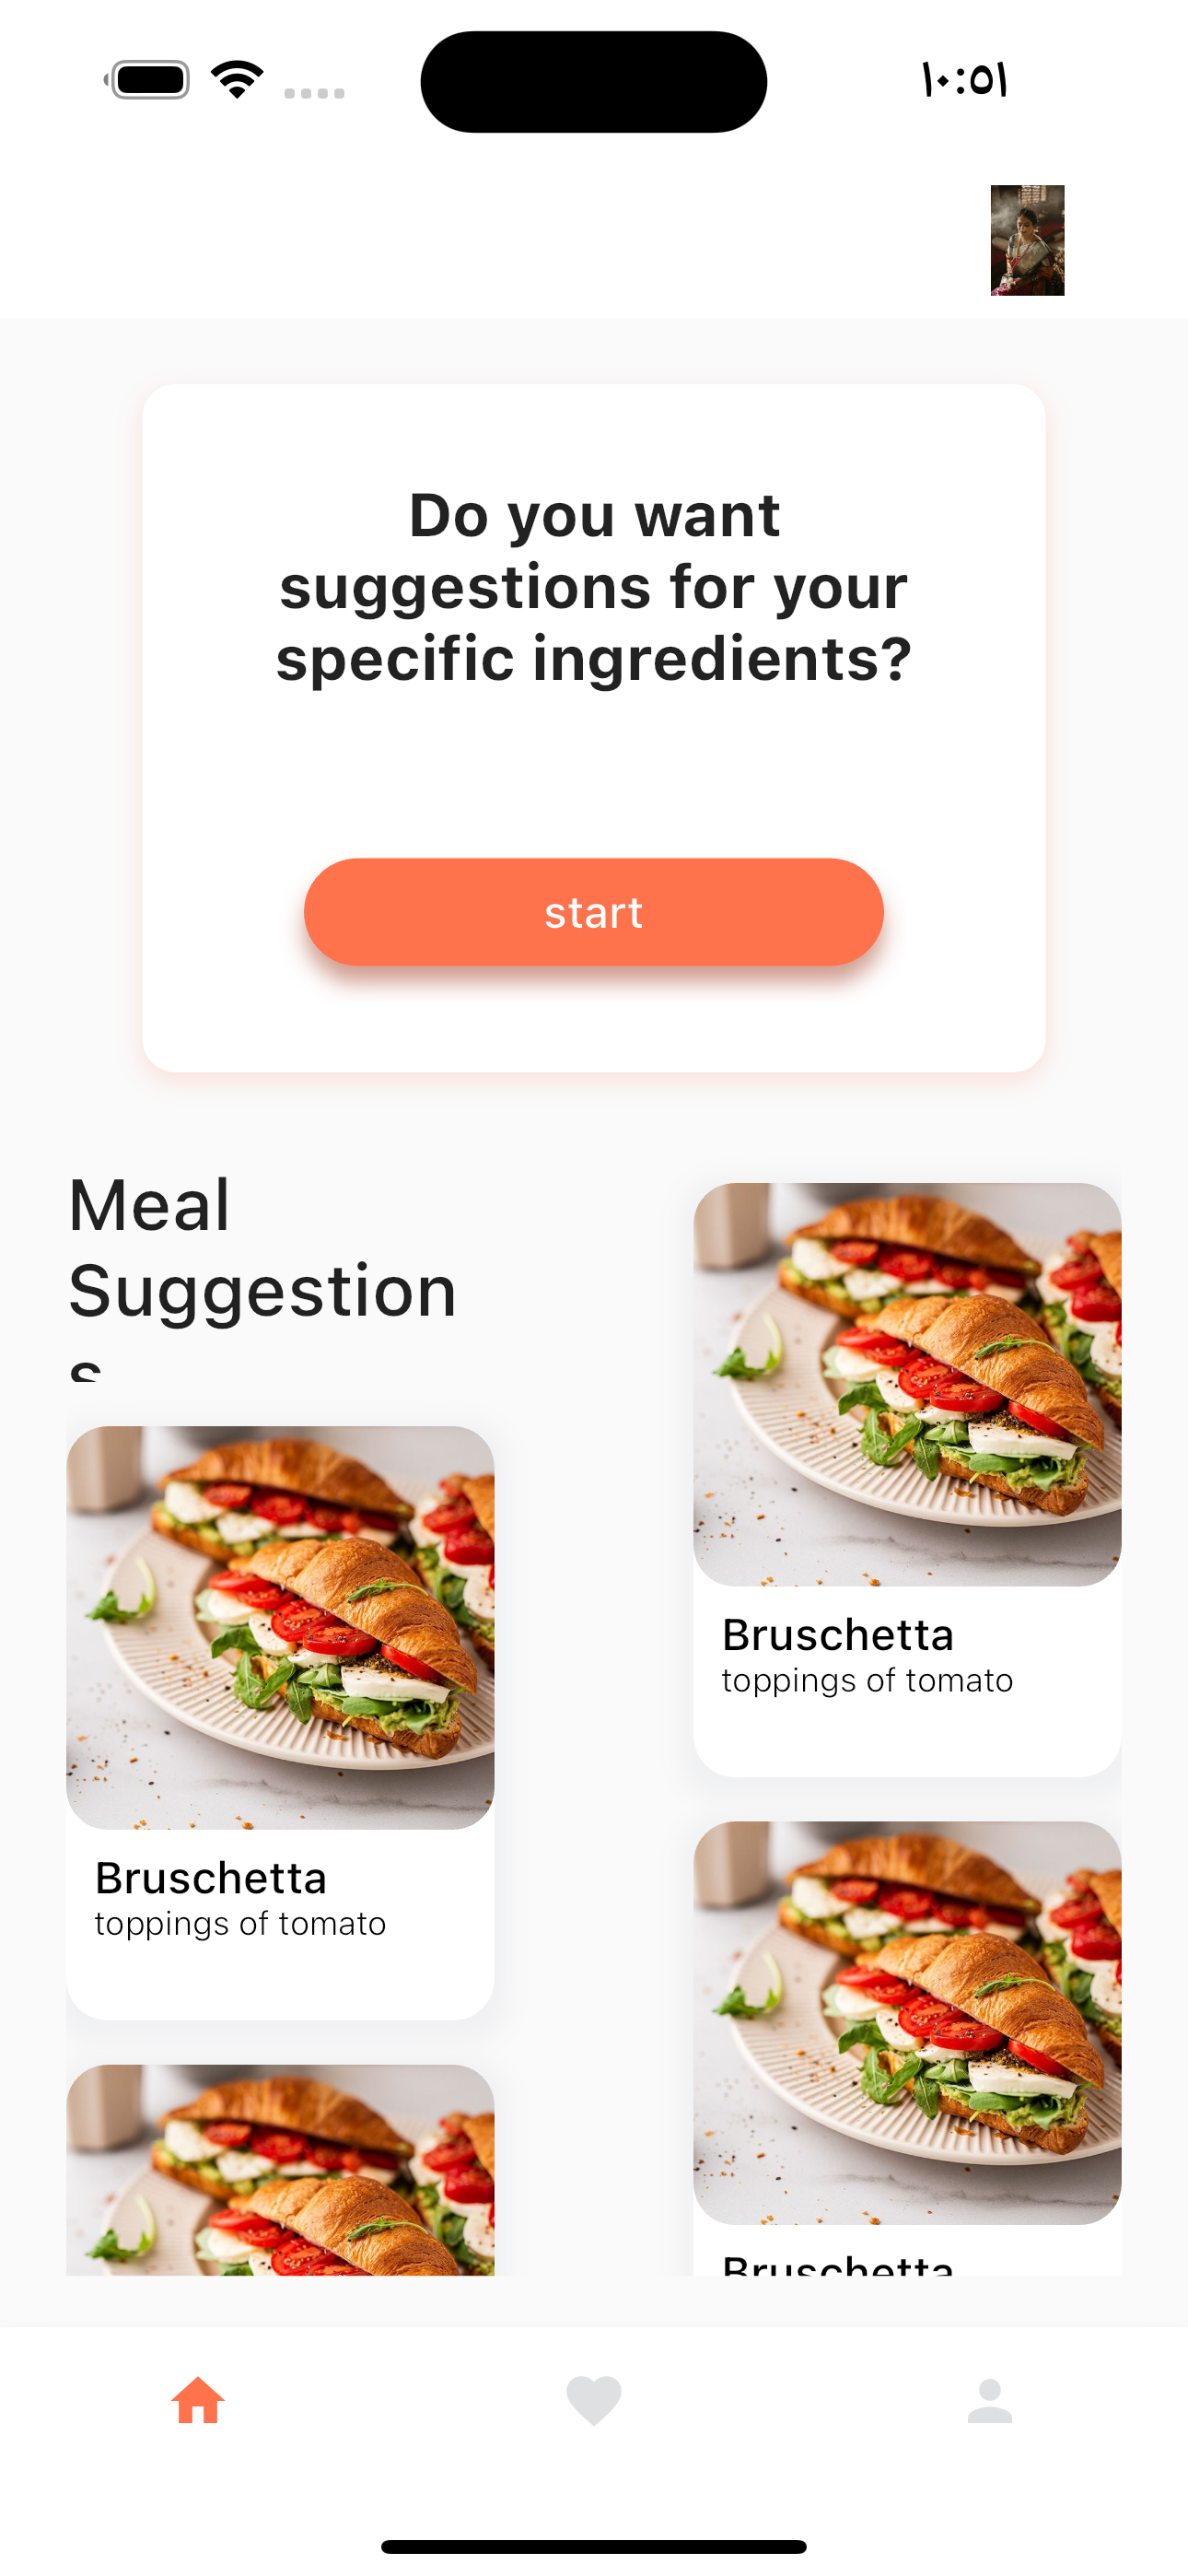 ١٠:٥١
Do you want
suggestions for your
specific ingredients?
start
Meal
Suggestion
s
Bruschetta
toppings of tomato
Bruschetta
toppings of tomato
Bruschetta